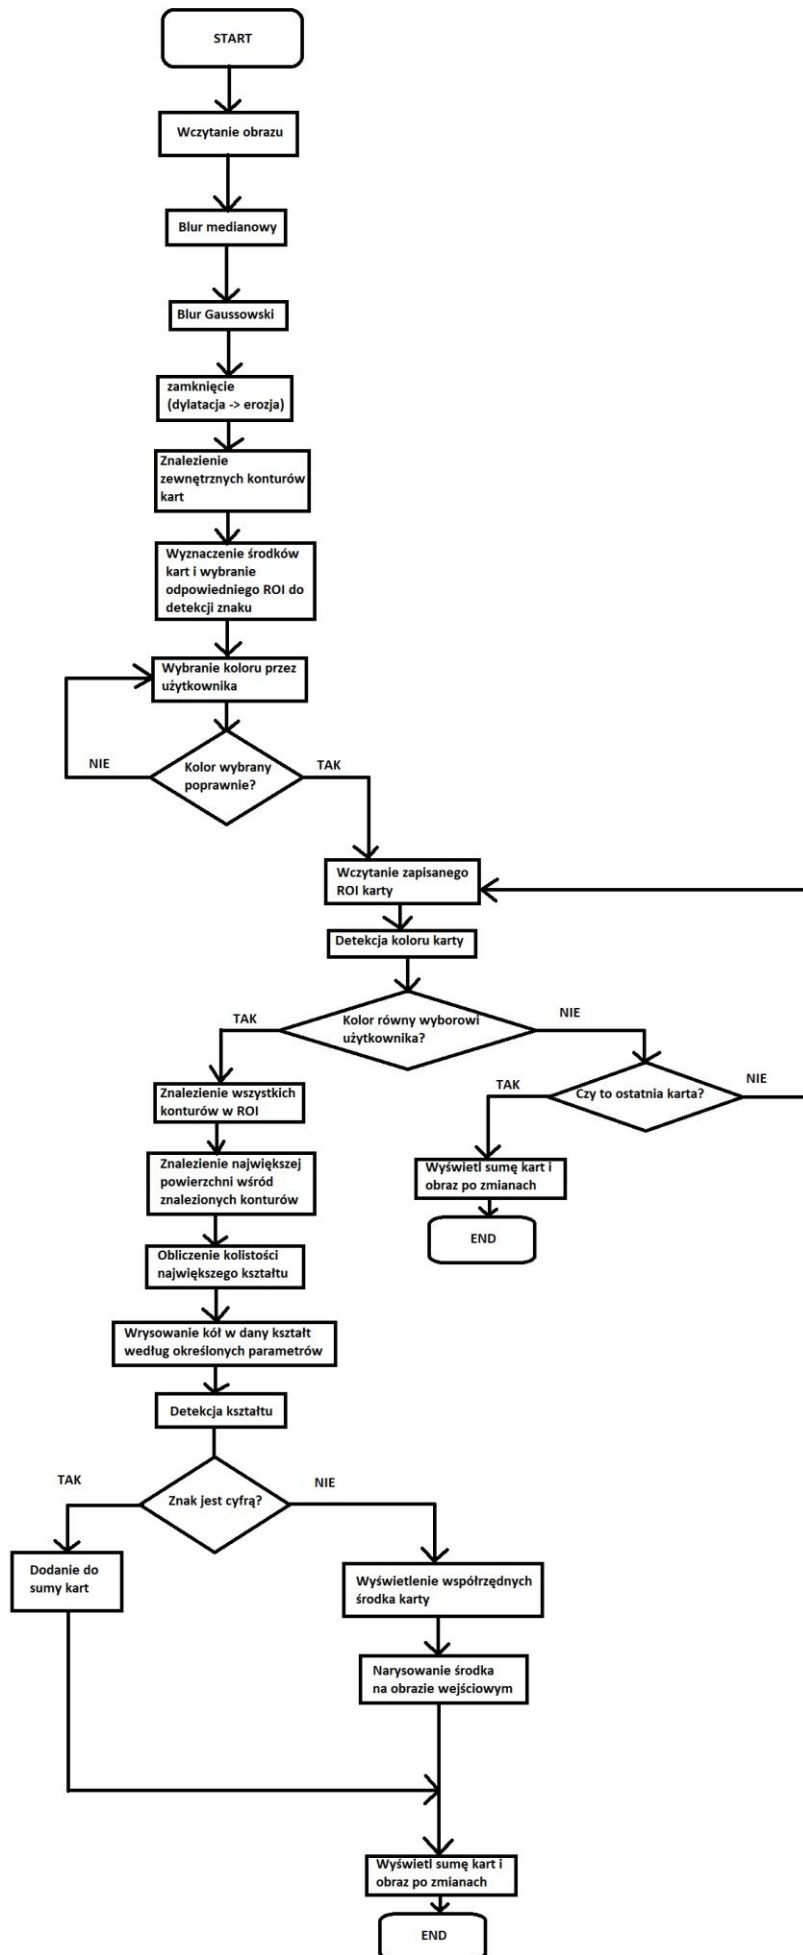 START
Wczytanie obrazu
Blur medianowy
Blur Gaussowski
zamknięcie
(dylatacja -> erozja)
Znalezienie
zewnętrznych konturów
kart
Wyznaczenie środków
kart i wybranie
odpowiedniego ROI do
detekcji znaku
Wybranie koloru przez
użytkownika
NIE
Kolor wybrany
poprawnie?
TAK
Wczytanie zapisanego
ROI karty
Detekcja koloru karty
TAK
Kolor równy wyborowi
użytkownika?
NIE
TAK
Czy to ostatnia karta?
NIE
Znalezienie wszystkich
konturów w ROI
Wyświetl sumę kart i
obraz po zmianach
END
Znalezienie największej
powierzchni wśród
znalezionych konturów
Obliczenie kolistości
największego kształtu
Wrysowanie kół w dany kształt
według określonych parametrów
Detekcja kształtu
TAK
Znak jest cyfrą?
NIE
Dodanie do
sumy kart
Wyświetlenie współrzędnych
środka karty
Narysowanie środka
na obrazie wejściowym
Wyświetl sumę kart i
obraz po zmianach
END